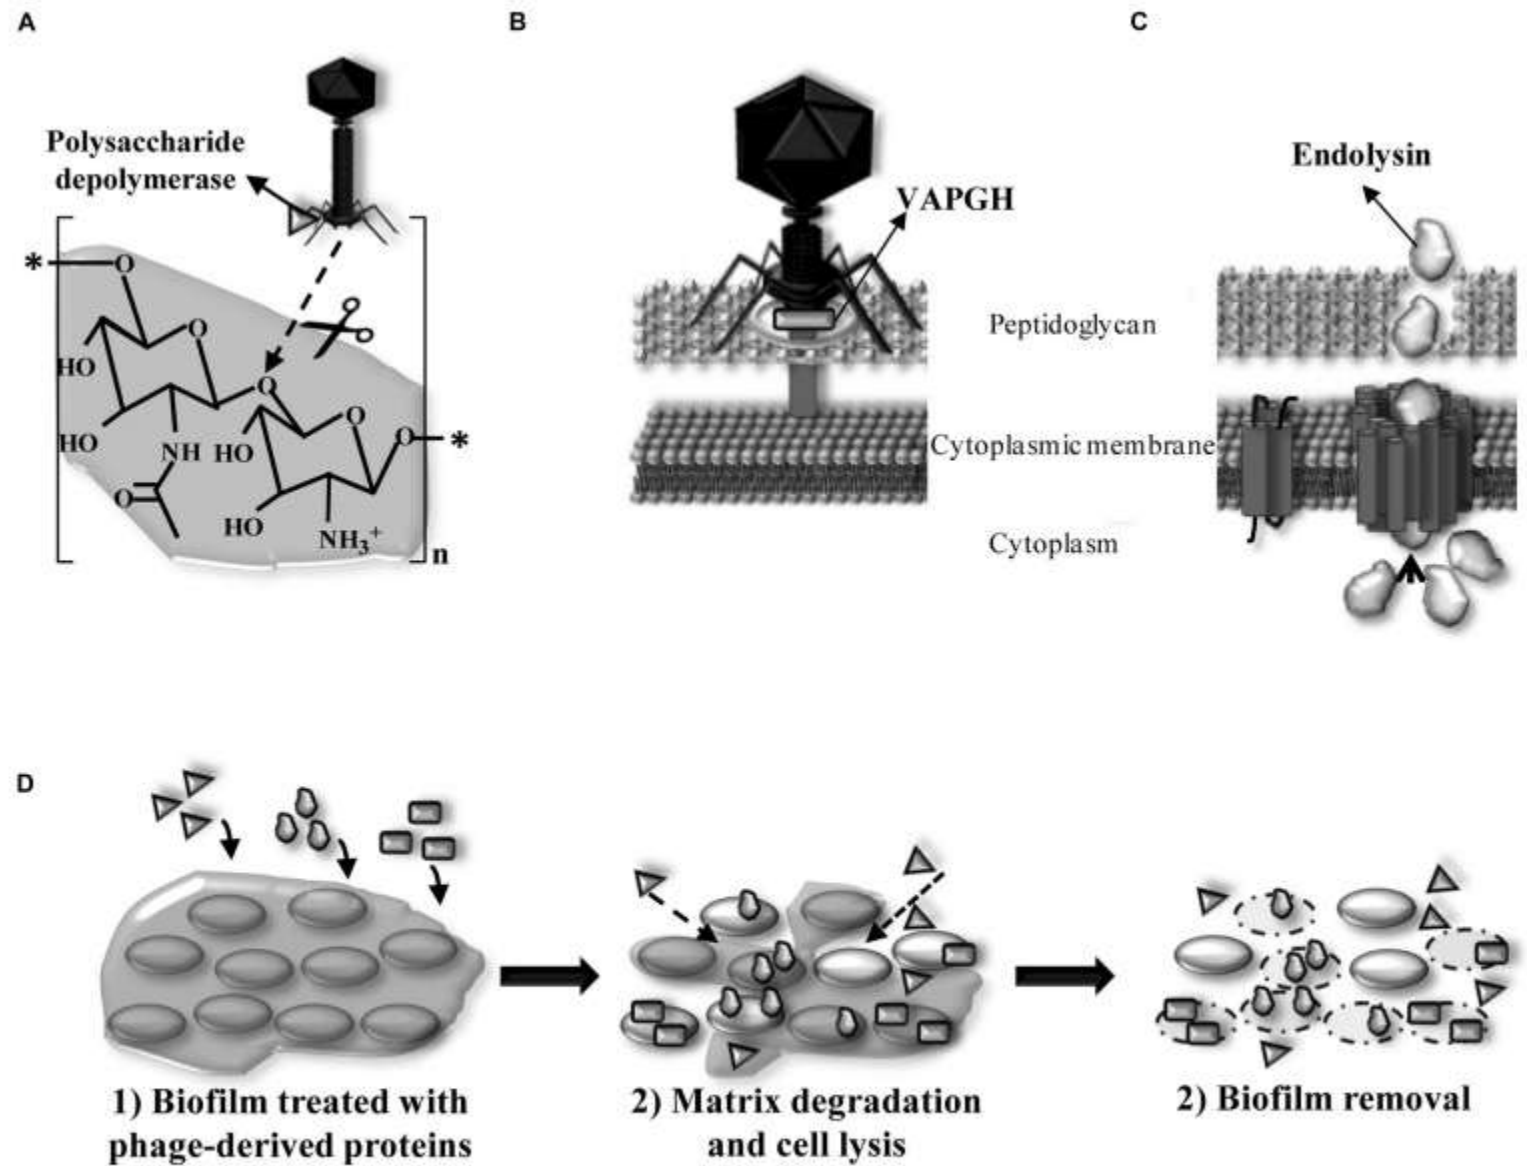 A
B
C
Polysaccharide
depolymerase
VAPGH
Endolysin
* O
O
HO
O
HO
NH
HO
O
O *
O
HO
NH3+
n
Peptidoglycan
Cytoplasmic membrane
Cytoplasm
D
1) Biofilm treated with
phage-derived proteins
2) Matrix degradation
and cell lysis
2) Biofilm removal